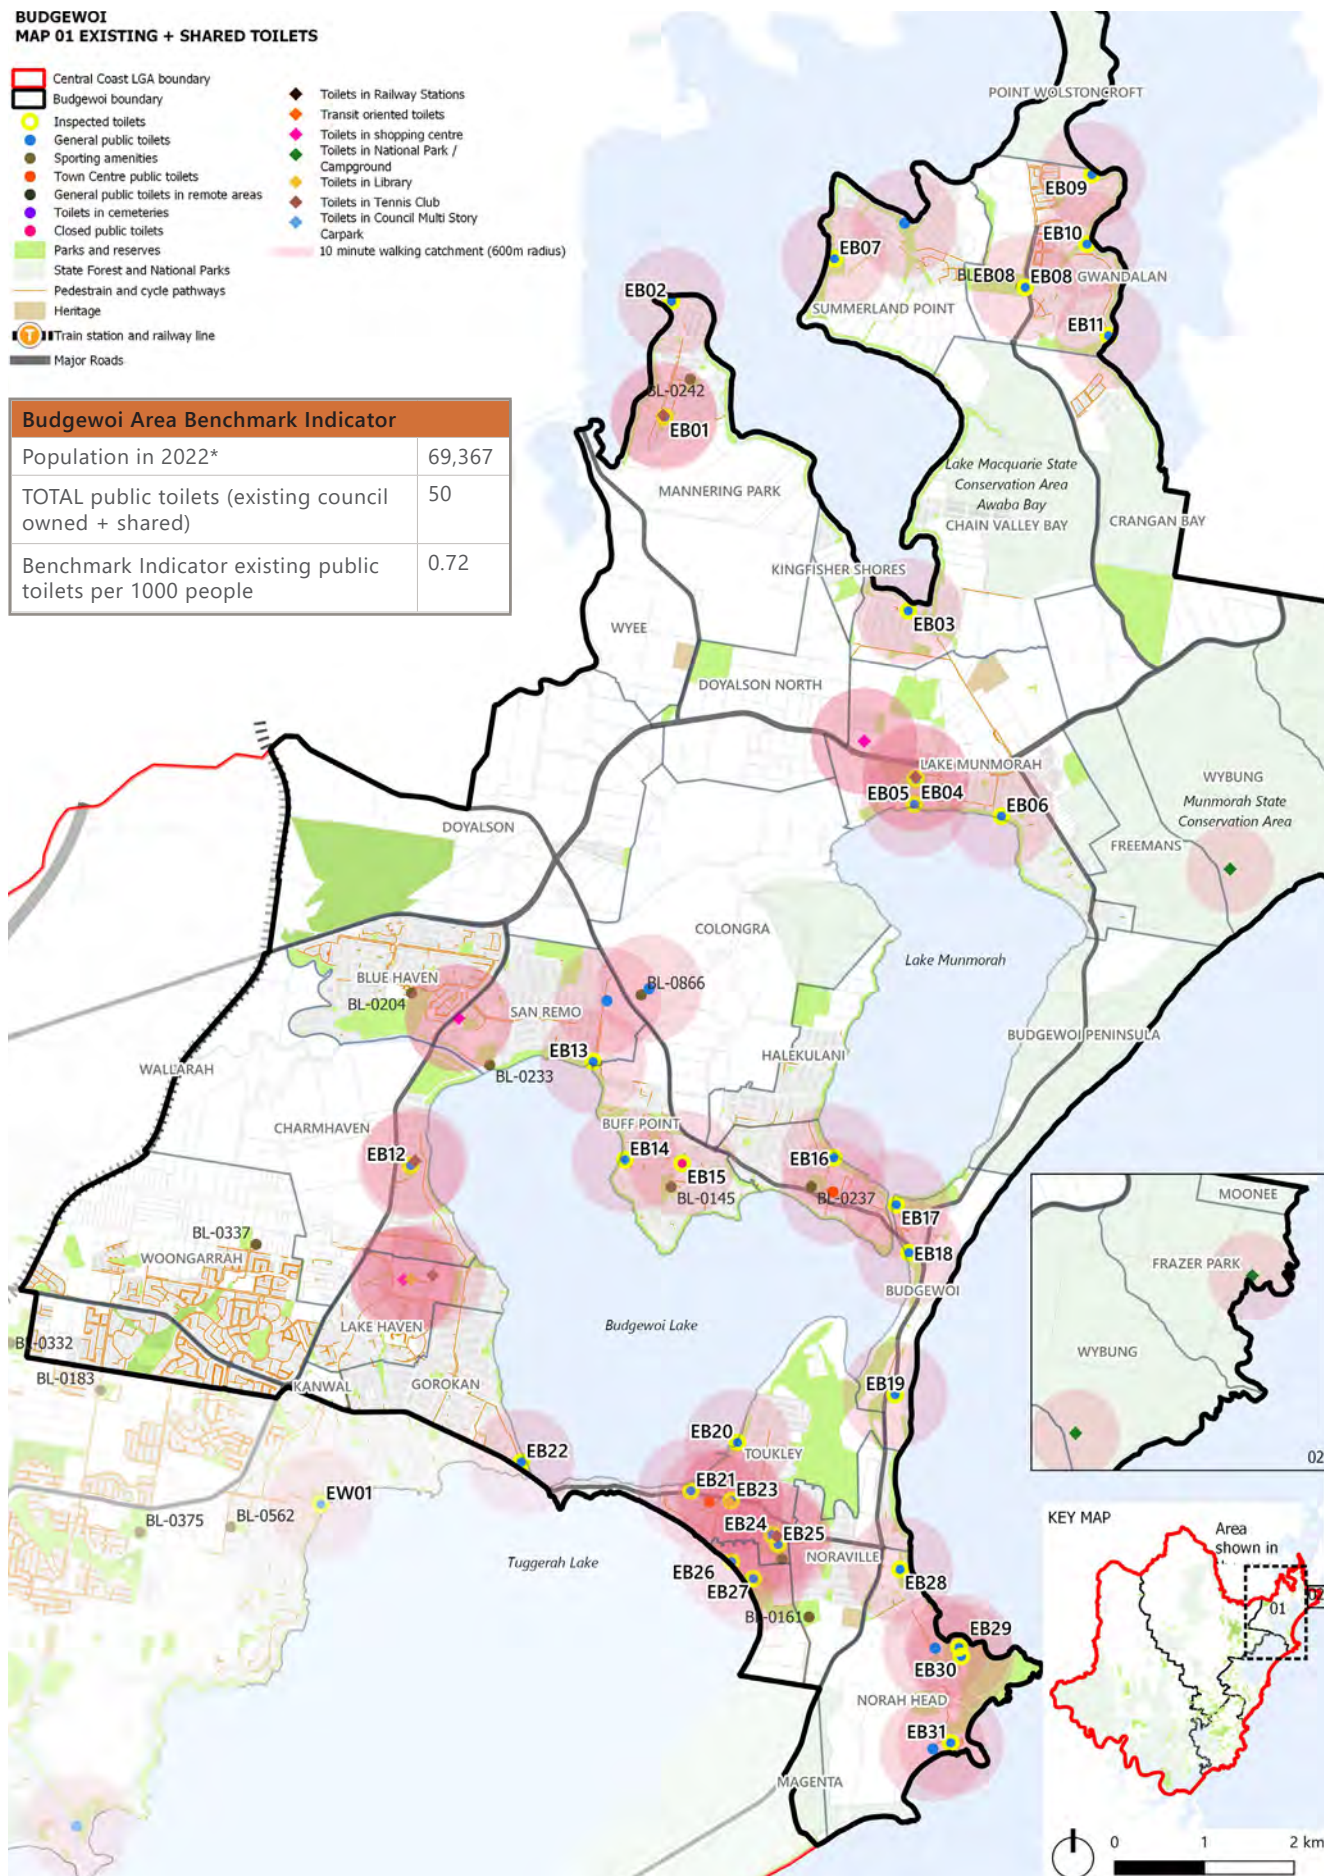 BUDGEWOI
MAP 01 EXISTING + SHARED TOILETS
Central Coast LGA boundary
Budgewoi boundary
Inspected toilets
General public toilets
Sporting amenities
Town Centre public toilets
General public toilets in remote areas
Toilets in cemeteries
Closed public toilets
Parks and reserves
State Forest and National Parks
Pedestrain and cycle pathways
Heritage
T
Train station and railway line
Major Roads
Toilets in Railway Stations
Transit oriented toilets
Toilets in shopping centre
Toilets in National Park /
Campground
Toilets in Library
Toilets in Tennis Club
Toilets in Council Multi Story
Carpark
10 minute walking catchment (600m radius)
Budgewoi Area Benchmark Indicator
Population in 2022* 69,367
TOTAL public toilets (existing council
owned + shared) 50
Benchmark Indicator existing public
toilets per 1000 people 0.72
POINT WOLSTONCROFT
EB09
EB10
EB07
BL
EB08
EB08
GWANDALAN
EB02
SUMMERLAND POINT
EB11
BL-0242
EB01
Lake Macquarie State
Conservation Area
Awaba Bay
CHAIN VALLEY BAY
MANNERING PARK
CRANGAN BAY
KINGFISHER SHORES
EB03
WYEE
DOYALSON NORTH
LAKE MUNMORAH
WYBUNG
EB05
EB04
EB06
Munmorah State
Conservation Area
DOYALSON
FREEMANS
COLONGRA
Lake Munmorah
BLUE HAVEN
BL-0866
BL-0204
SAN REMO
BUDGEWOI PENINSULA
EB13
HALEKULANI
WALLARAH
BL-0233
CHARMHAVEN
BUFF POINT
EB12
EB14
EB16
EB15
BL-0145
BL-0237
EB17
MOONEE
BL-0337
WOONGARRAH
EB18
FRAZER PARK
BUDGEWOI
LAKE HAVEN
Budgewoi Lake
BL-0332
WYBUNG
BL-0183
KANWAL
GOROKAN
EB19
EB20
TOUKLEY
EB22
02
EB21
EB23
EW01
BL-0375
BL-0562
EB24
EB25
KEY MAP
Area
shown in
Tuggerah Lake
NORAVILLE
EB26
EB27
EB28
01
BL-0161
EB29
EB30
NORAH HEAD
EB31
MAGENTA
0 1 2 km